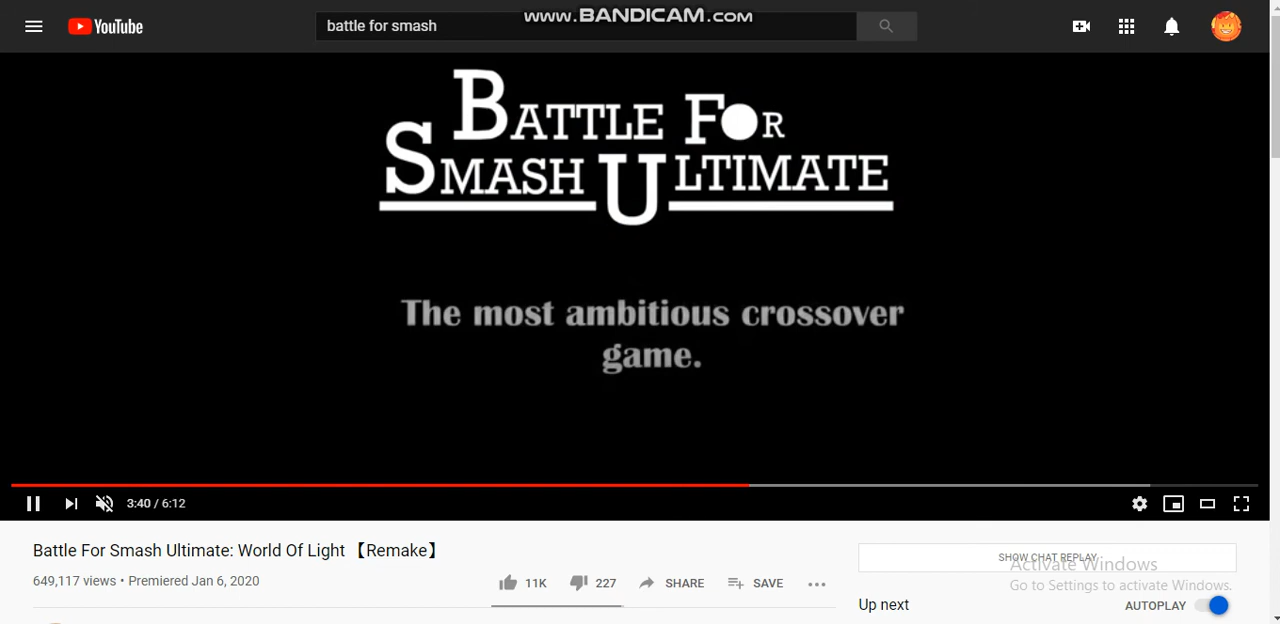 www.BANDICAM.com
YouTube
battle for smash
BATTLE FOR
SMASH ULTIMATE
The most ambitious crossover
game.
3:40 / 6:12
Battle For Smash Ultimate: World Of Light 【Remake】
649,117 views • Premiered Jan 6, 2020
11K 227 SHARE SAVE
SHOW CHAT REPLAY
Activate Windows
Go to Settings to activate Windows.
Up next
AUTOPLAY